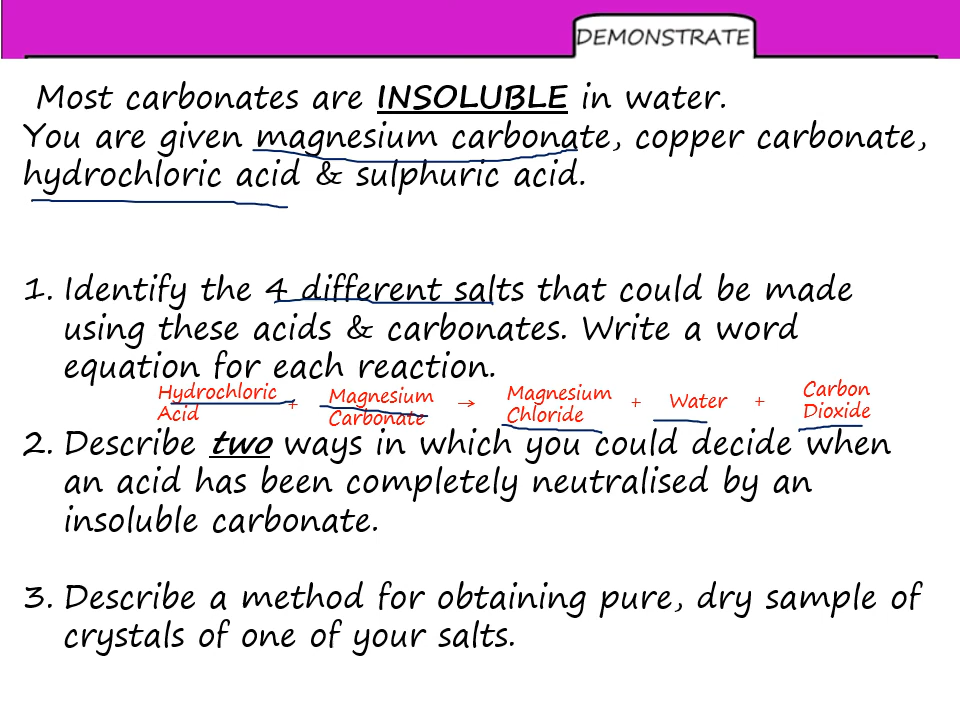 DEMONSTRATE
Most carbonates are INSOLUBLE in water.
You are given magnesium carbonate, copper carbonate,
hydrochloric acid & sulphuric acid.
1. Identify the 4 different salts that could be made
using these acids & carbonates. Write a word
equation for each reaction.
Hydrochloric Acid + Magnesium Carbonate → Magnesium Chloride + Water + Carbon Dioxide
2. Describe two ways in which you could decide when
an acid has been completely neutralised by an
insoluble carbonate.
3. Describe a method for obtaining pure, dry sample of
crystals of one of your salts.